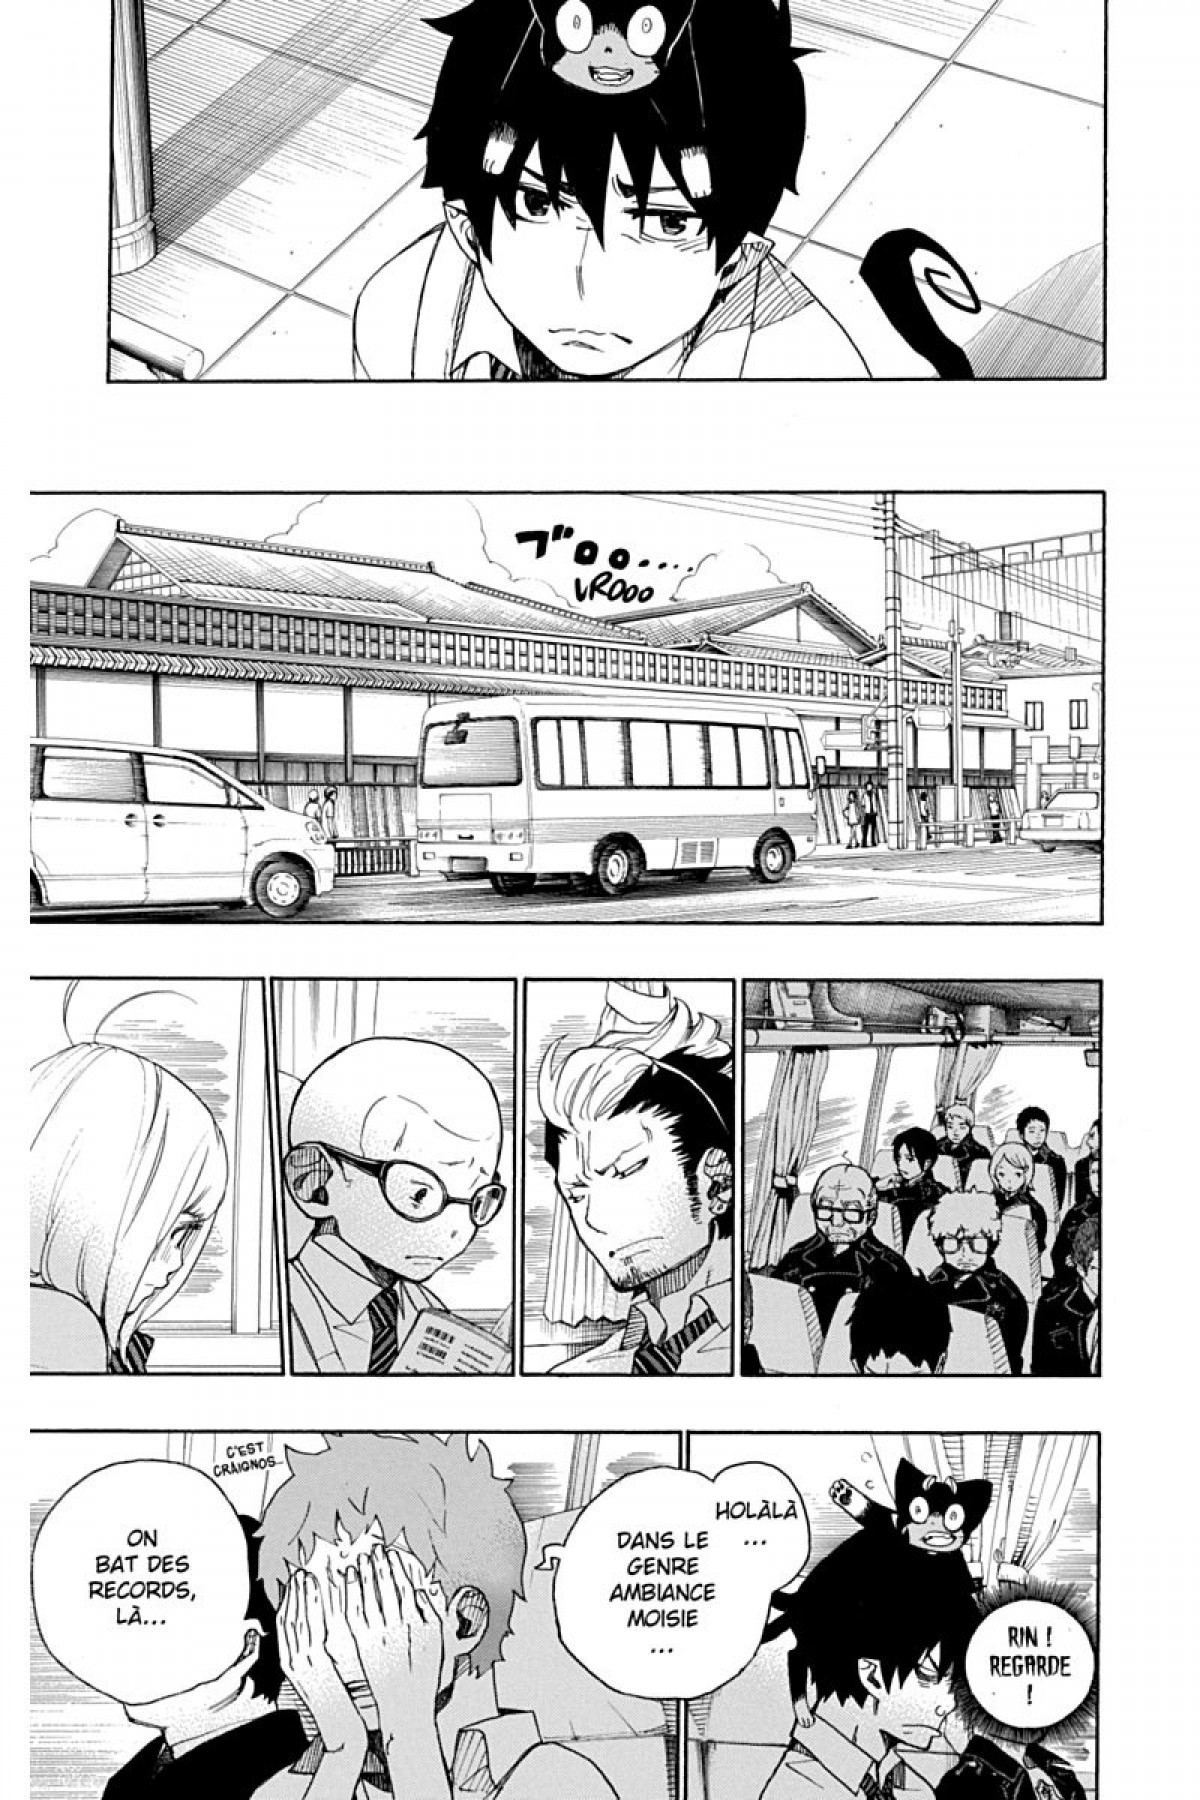 ブロロ....
VROOO
RIN !
REGARDE
!
HOLÀLÀ
...
DANS LE
GENRE
AMBIANCE
MOISIE
...
C'EST
CRAIGNOS...
ON
BAT DES
RECORDS,
LÀ...